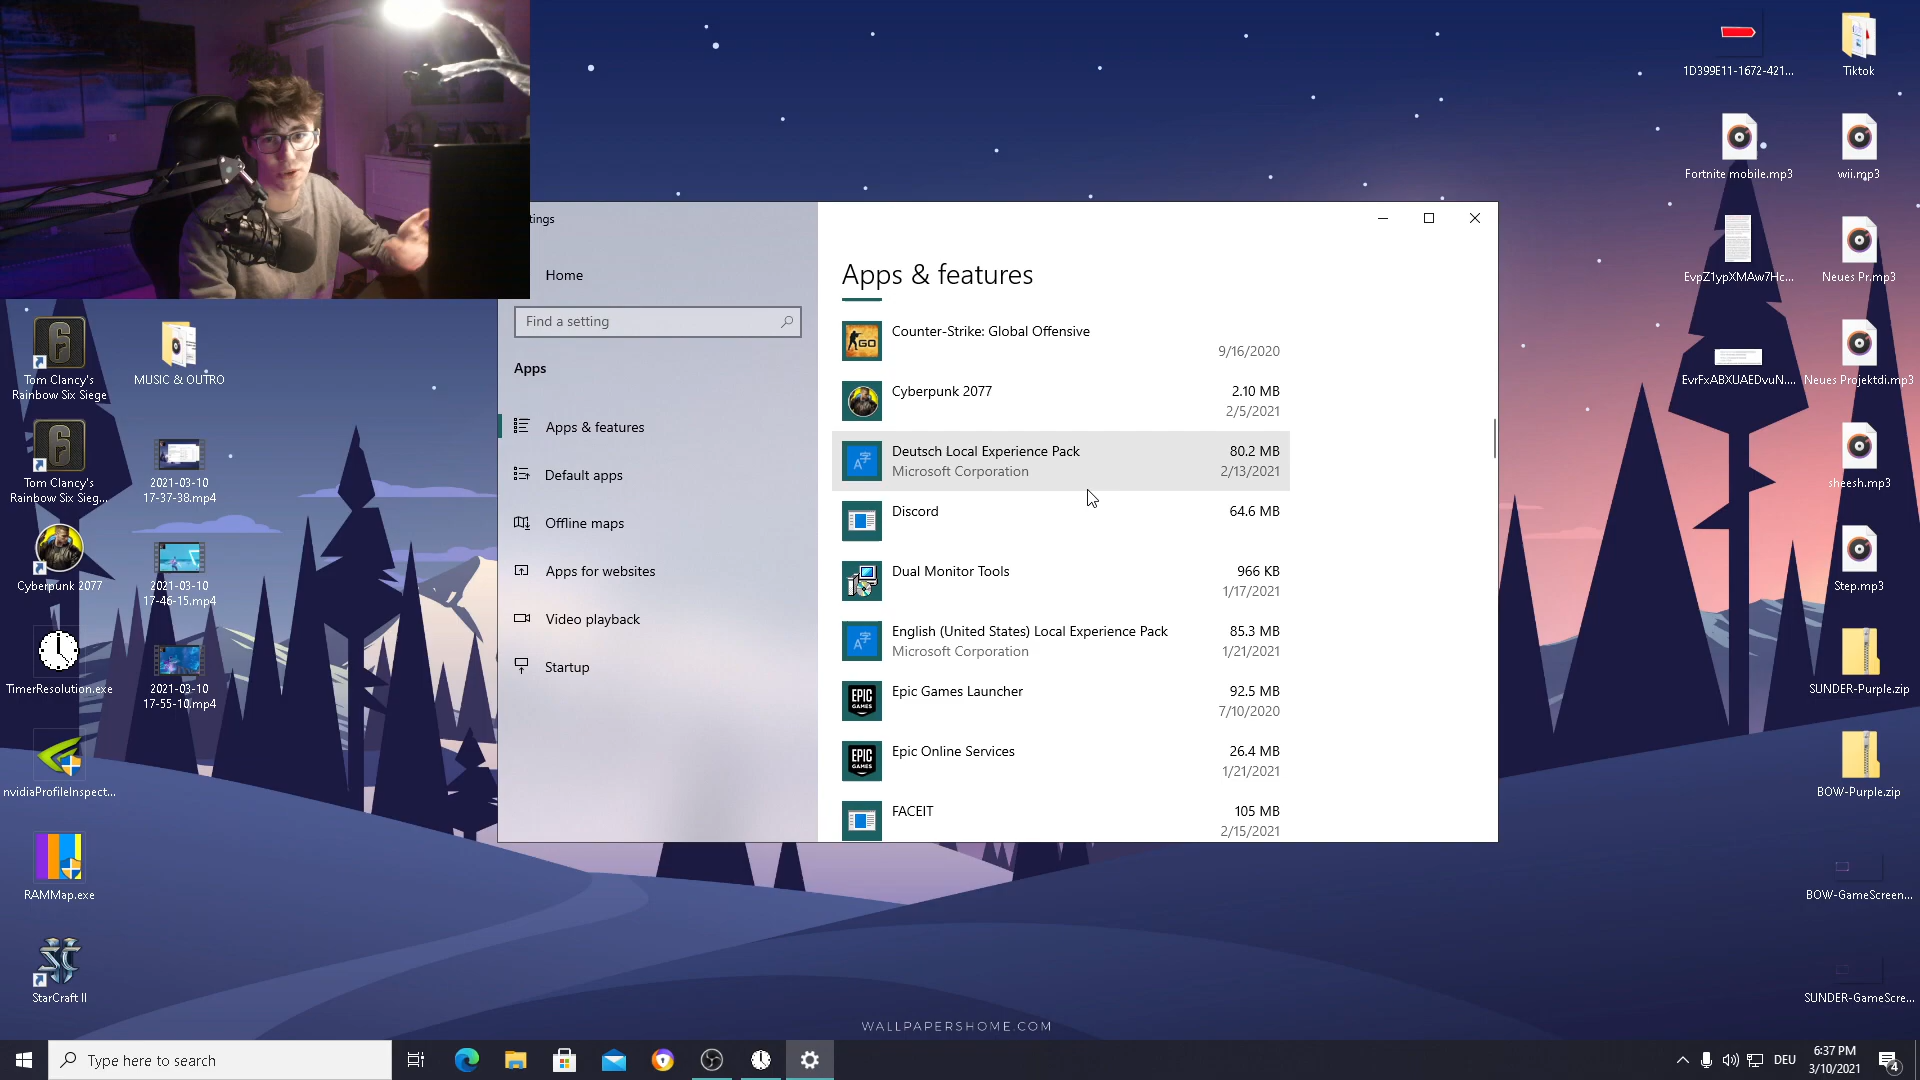 1D399E11-1672-421...
Tiktok
Fortnite mobile.mp3
wii.mp3
EvpZ1ypXMAw7Hc...
Neues Pr.mp3
EvrFxABXUAEDvuN....
Neues Projektdi.mp3
sheesh.mp3
Step.mp3
SUNDER-Purple.zip
BOW-Purple.zip
BOW-GameScreen...
SUNDER-GameScre...
Tom Clancy's
Rainbow Six Siege
MUSIC & OUTRO
Tom Clancy's
Rainbow Six Sieg...
2021-03-10
17-37-38.mp4
Cyberpunk 2077
2021-03-10
17-46-15.mp4
TimerResolution.exe
2021-03-10
17-55-10.mp4
nvidiaProfileInspect...
RAMMap.exe
StarCraft II
tings
Home
Find a setting
Apps
Apps & features
Default apps
Offline maps
Apps for websites
Video playback
Startup
Apps & features
Counter-Strike: Global Offensive
9/16/2020
Cyberpunk 2077
2.10 MB
2/5/2021
Deutsch Local Experience Pack
80.2 MB
Microsoft Corporation
2/13/2021
Discord
64.6 MB
Dual Monitor Tools
966 KB
1/17/2021
English (United States) Local Experience Pack
85.3 MB
Microsoft Corporation
1/21/2021
Epic Games Launcher
92.5 MB
7/10/2020
Epic Online Services
26.4 MB
1/21/2021
FACEIT
105 MB
2/15/2021
GO
EPIC
GAMES
EPIC
GAMES
WALLPAPERSHOME.COM
Type here to search
DEU
6:37 PM
3/10/2021
4